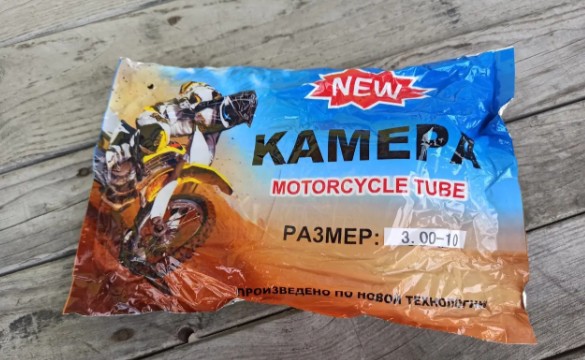 NEW
КАМЕРА
MOTORCYCLE TUBE
РАЗМЕР: 3.00-10
ПРОИЗВЕДЕНО ПО НОВОЙ ТЕХНОЛОГИИ